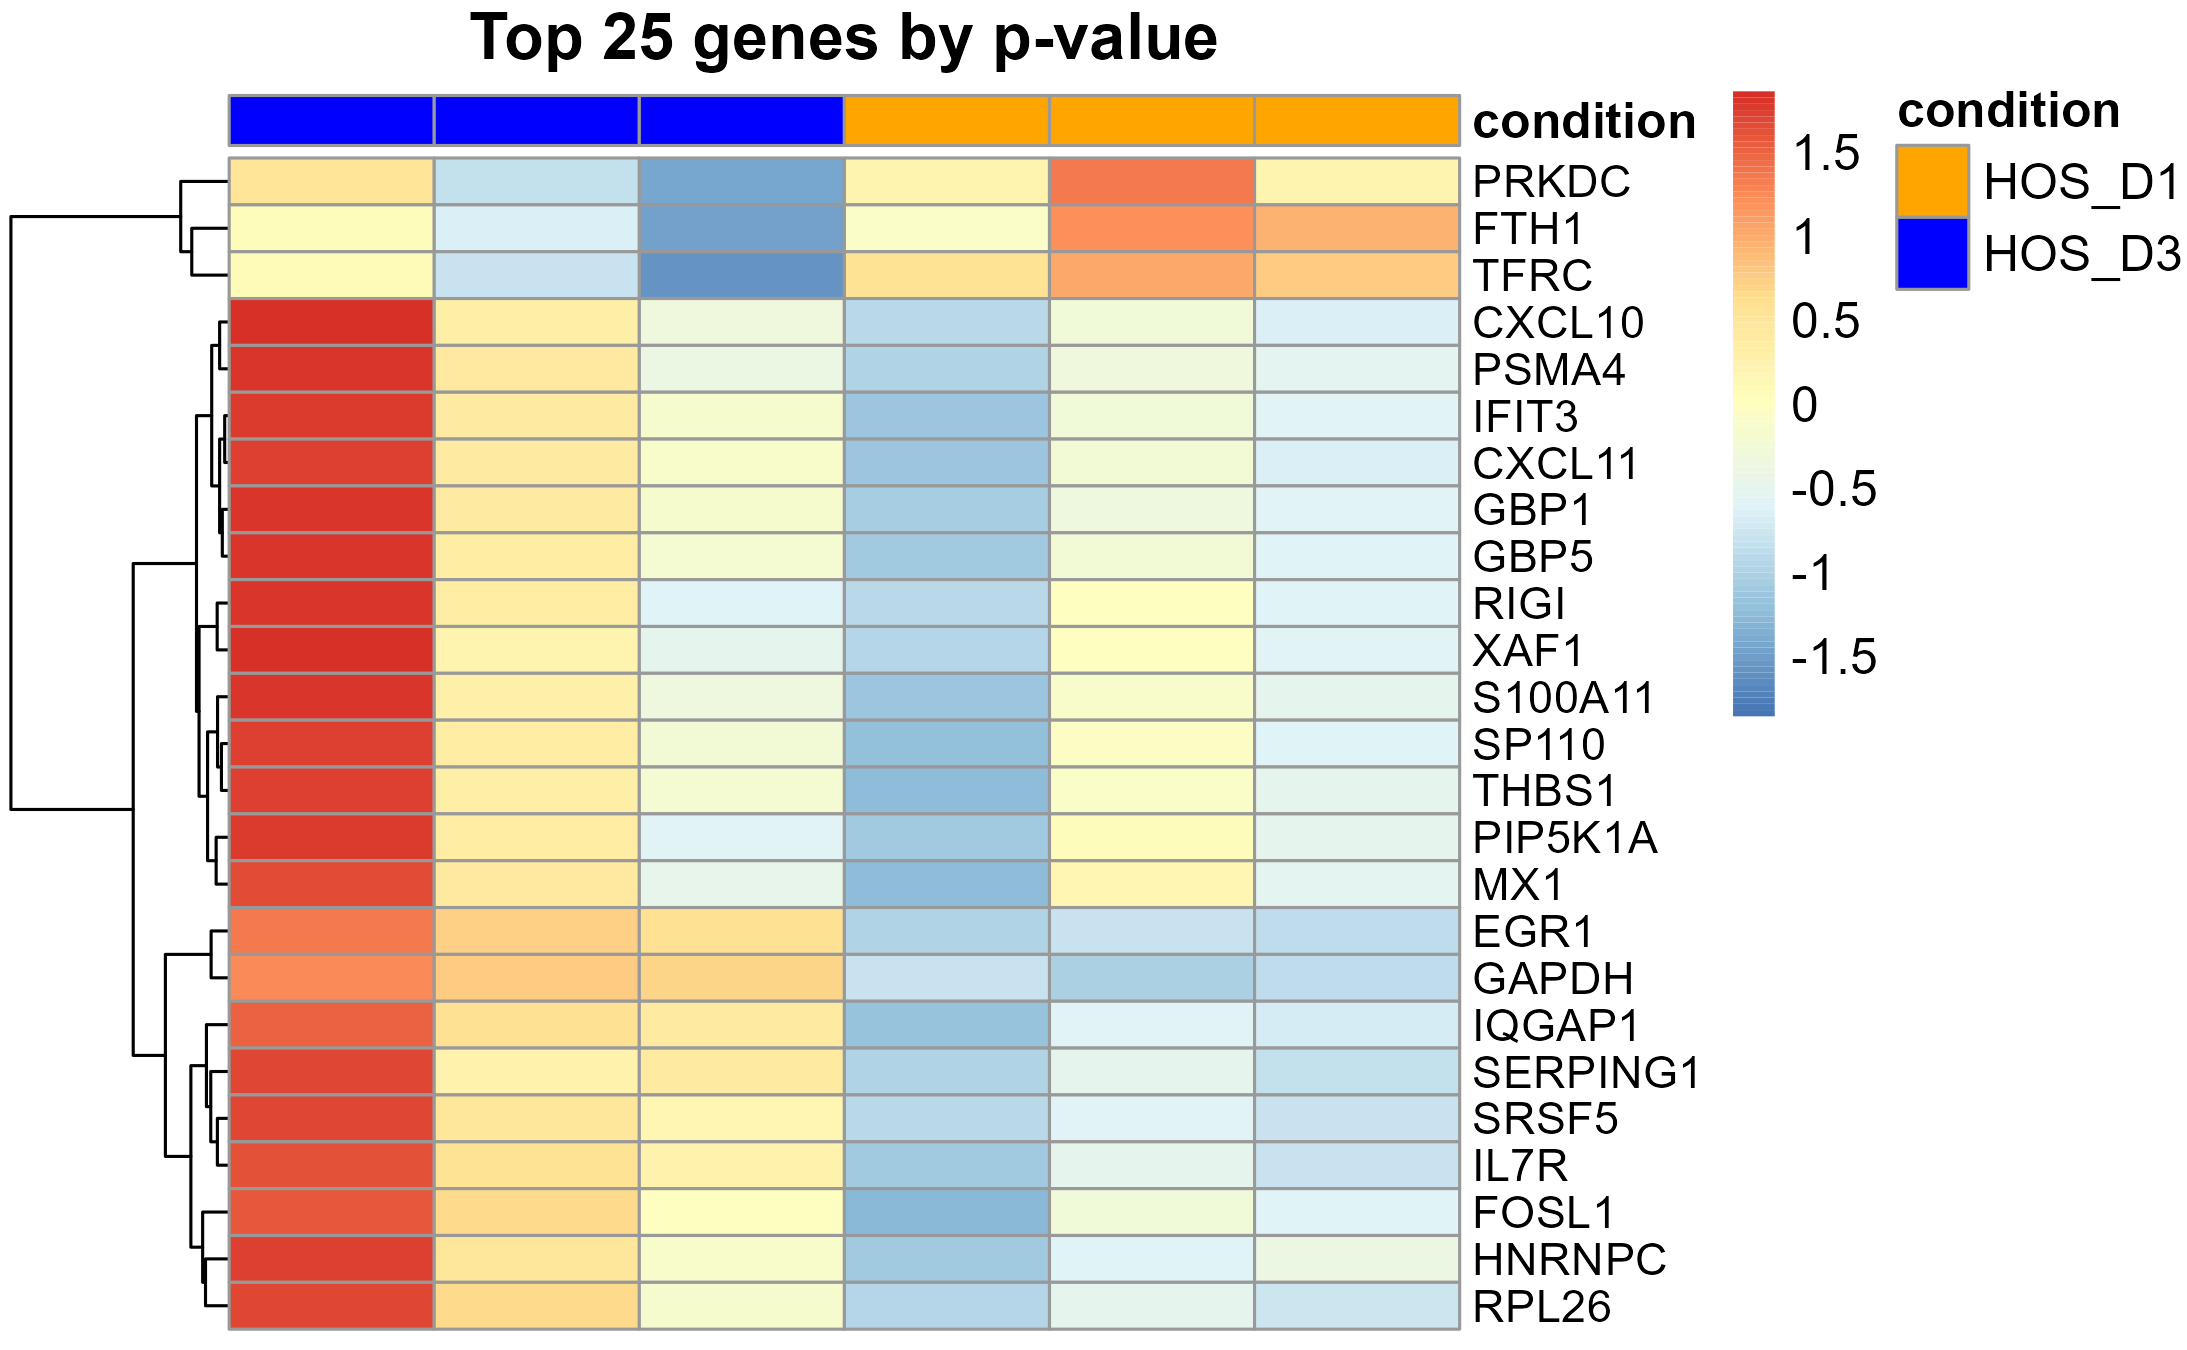 Top 25 genes by p-value
condition
PRKDC
FTH1
TFRC
CXCL10
PSMA4
IFIT3
CXCL11
GBP1
GBP5
RIGI
XAF1
S100A11
SP110
THBS1
PIP5K1A
MX1
EGR1
GAPDH
IQGAP1
SERPING1
SRSF5
IL7R
FOSL1
HNRNPC
RPL26
1.5
1
0.5
0
-0.5
-1
-1.5
condition
HOS_D1
HOS_D3